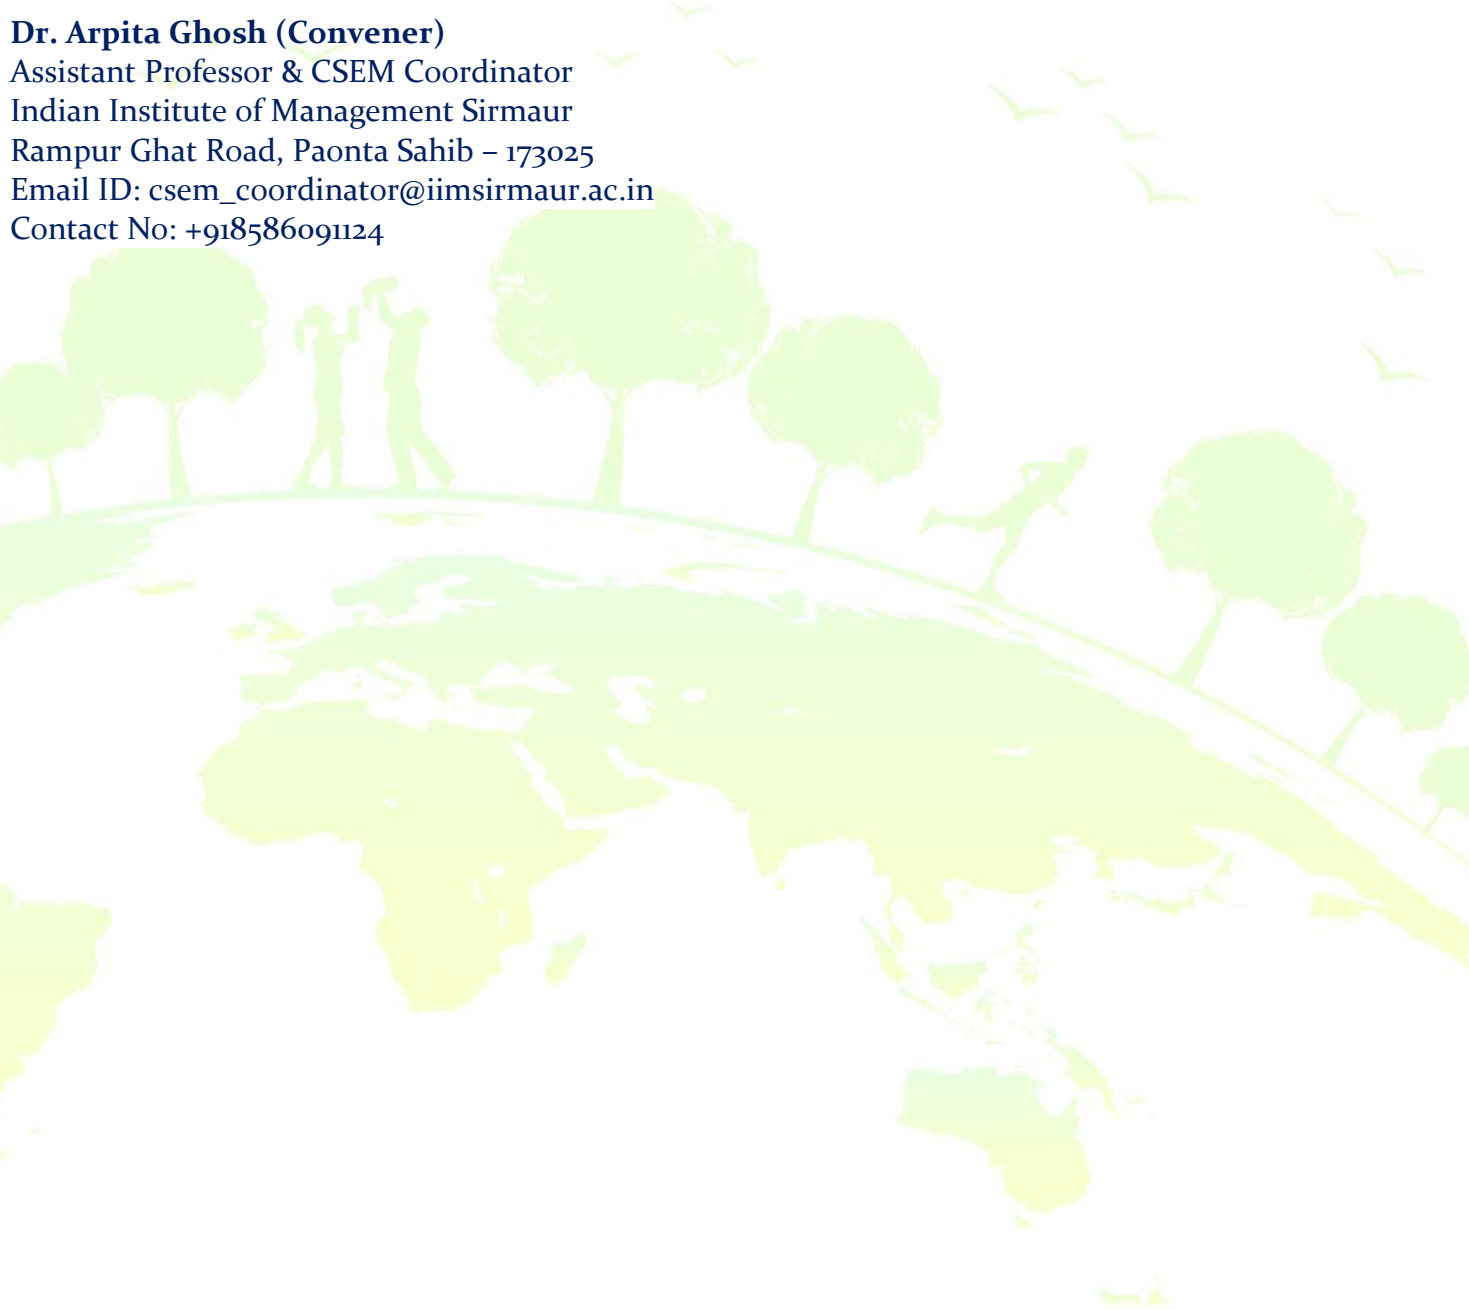 Dr. Arpita Ghosh (Convener)
Assistant Professor & CSEM Coordinator
Indian Institute of Management Sirmaur
Rampur Ghat Road, Paonta Sahib – 173025
Email ID: csem_coordinator@iimsirmaur.ac.in
Contact No: +918586091124